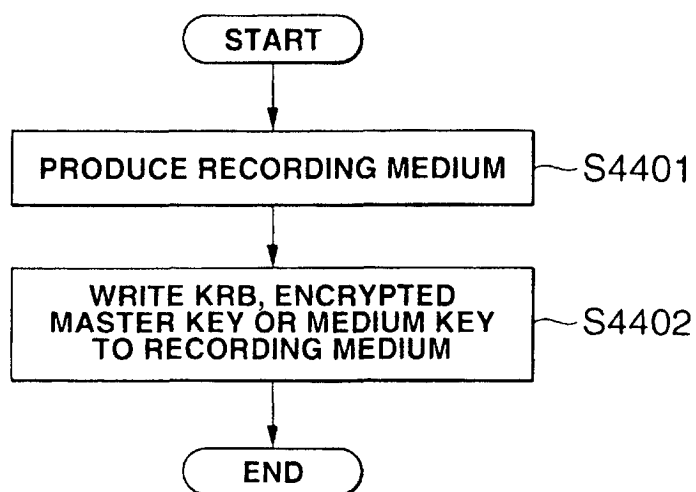 START
PRODUCE RECORDING MEDIUM
S4401
WRITE KRB, ENCRYPTED
MASTER KEY OR MEDIUM KEY
TO RECORDING MEDIUM
S4402
END